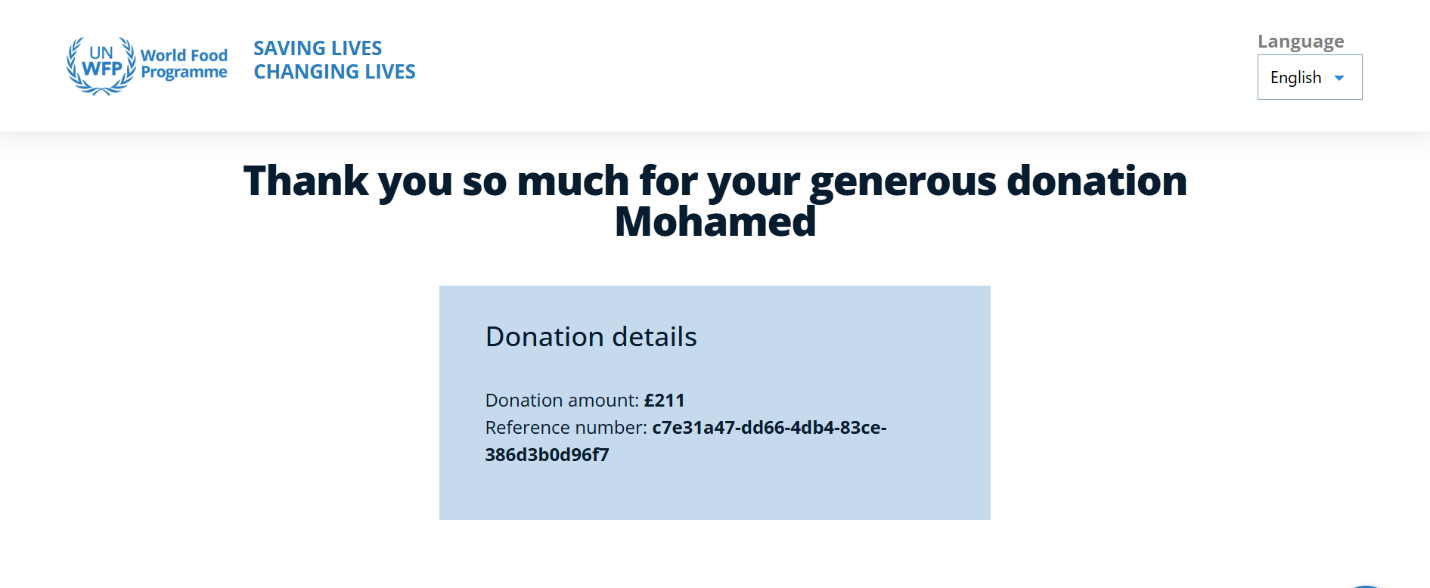 UN
WFP
World Food
Programme
SAVING LIVES
CHANGING LIVES
Language
English
Thank you so much for your generous donation
Mohamed
Donation details
Donation amount: £211
Reference number: c7e31a47-dd66-4db4-83ce-
386d3b0d96f7